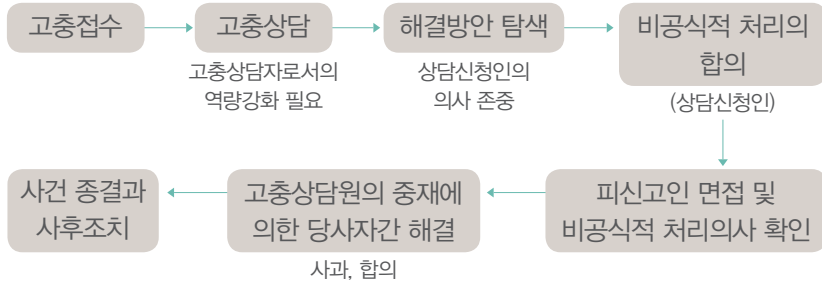 고충접수
고충상담
고충상담자로서의
역량강화 필요
해결방안 탐색
상담신청인의
의사 존중
비공식적 처리의
합의
(상담신청인)
피신고인 면접 및
비공식적 처리의사 확인
고충상담원의 중재에
의한 당사자간 해결
사과, 합의
사건 종결과
사후조치